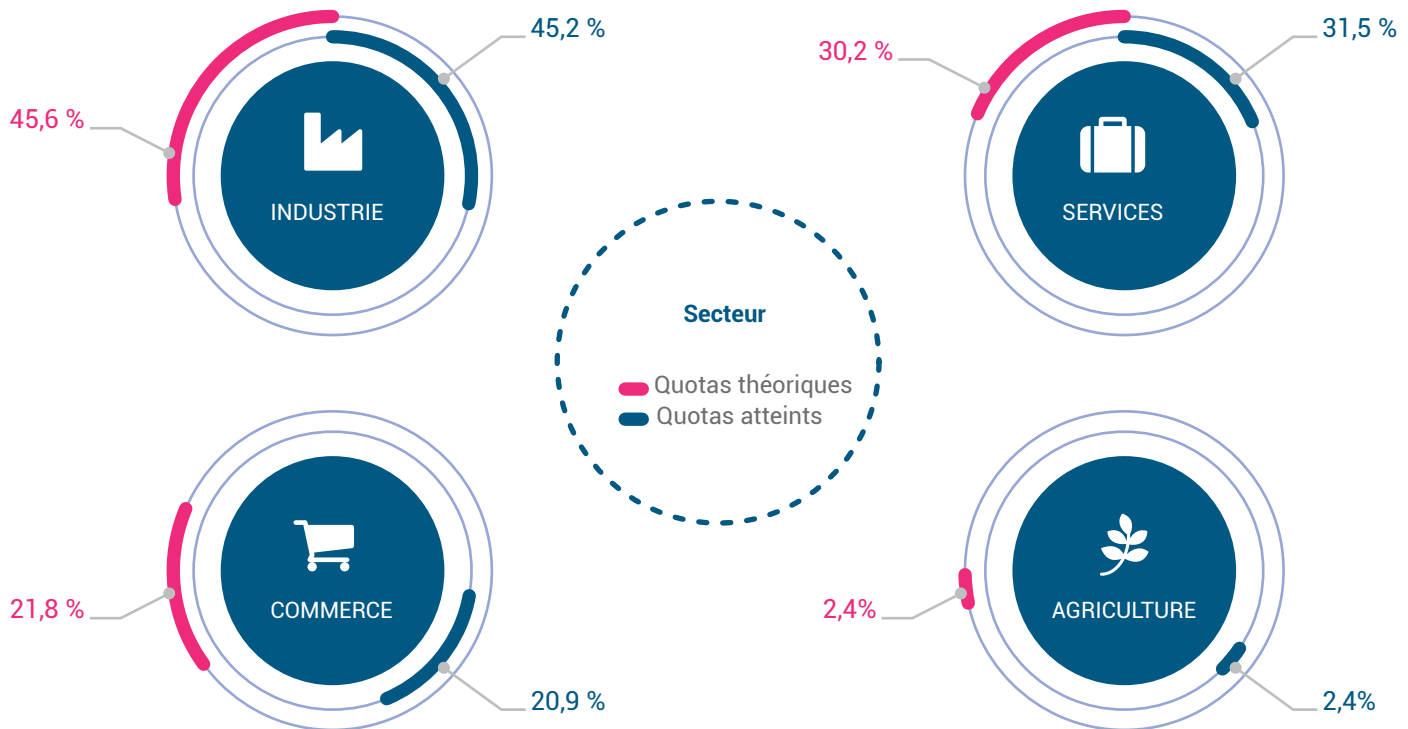 45,2 %
45,6 %
INDUSTRIE
31,5 %
30,2 %
SERVICES
Secteur
Quotas théoriques
Quotas atteints
21,8 %
COMMERCE
20,9 %
2,4%
AGRICULTURE
2,4%